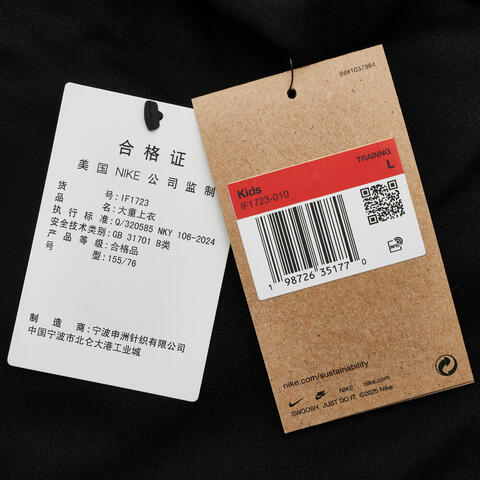 合格证
美国 NIKE 公司监制
货号:IF1723
品名:大童上衣
执行标准:Q/320585 NKY 106-2024
安全技术类别:GB 31701 B类
产品等级:合格品
号型:155/76
制造商:宁波申洲针织有限公司
中国宁波市北仑大港工业城
IM#1037984
TRAINNG
L
Kids
IF1723-010
1 98726 35177 0
RFID
nike.com/sustainability
NIKE nike.com
SWOOSH, JUST DO IT ©2025 Nike